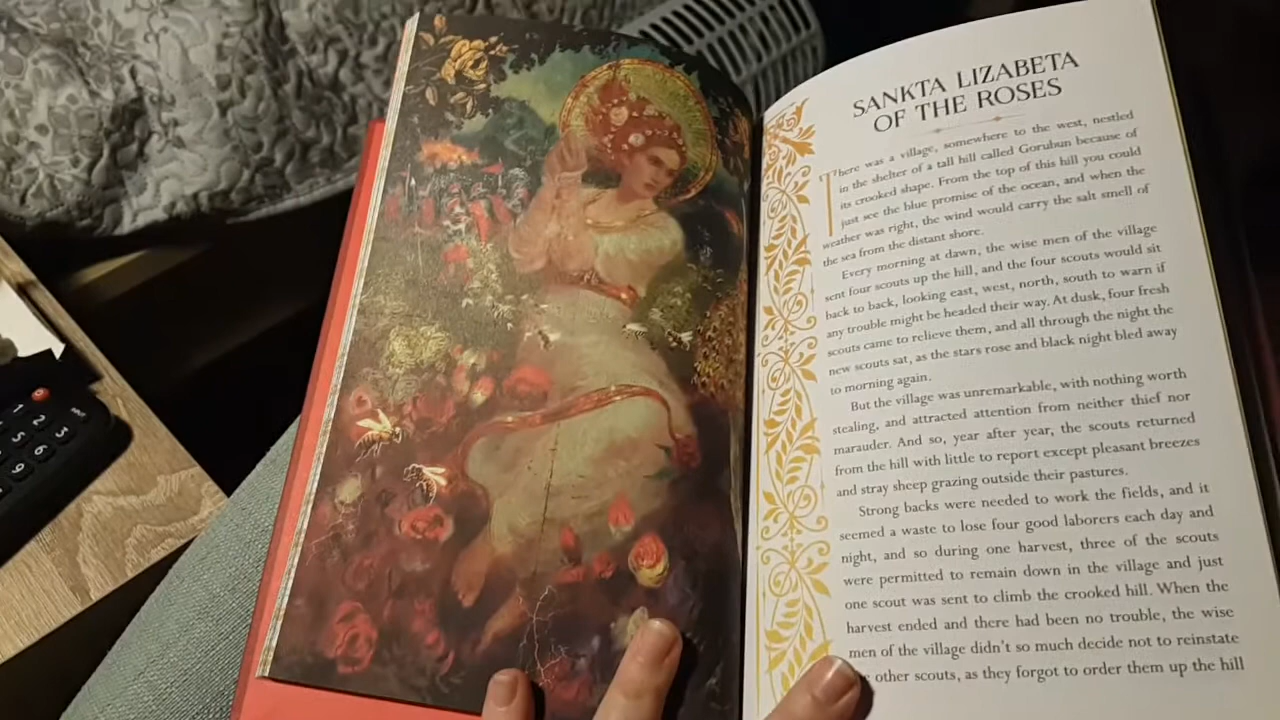 SANKTA LIZABETA
OF THE ROSES
There was a village, somewhere to the west, nestled
in the shelter of a tall hill called Gorubun because of
its crooked shape. From the top of this hill you could
just see the blue promise of the ocean, and when the
weather was right, the wind would carry the salt smell of
the sea from the distant shore.
Every morning at dawn, the wise men of the village
sent four scouts up the hill, and the four scouts would sit
back to back, looking east, west, north, south to warn if
any trouble might be headed their way. At dusk, four fresh
scouts came to relieve them, and all through the night the
new scouts sat, as the stars rose and black night bled away
to morning again.
But the village was unremarkable, with nothing worth
stealing, and attracted attention from neither thief nor
marauder. And so, year after year, the scouts returned
from the hill with little to report except pleasant breezes
and stray sheep grazing outside their pastures.
Strong backs were needed to work the fields, and it
seemed a waste to lose four good laborers each day and
night, and so during one harvest, three of the scouts
were permitted to remain down in the village and just
one scout was sent to climb the crooked hill. When the
harvest ended and there had been no trouble, the wise
men of the village didn't so much decide not to reinstate
other scouts, as they forgot to order them up the hill
1
2
3
5
6
9